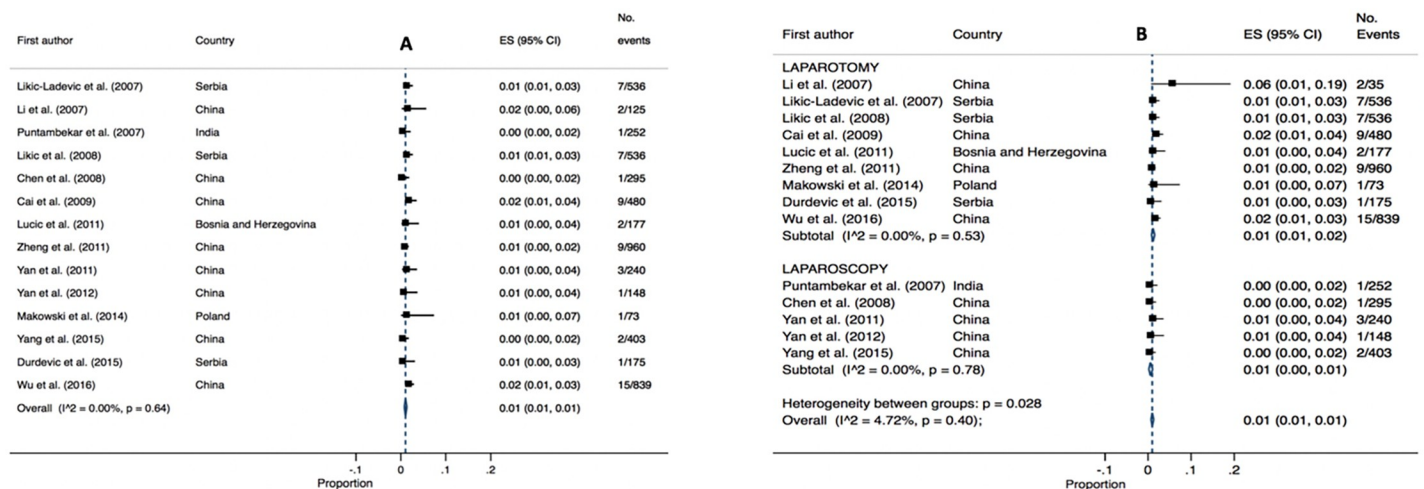 A
First author Country ES (95% CI) No. events
Likic-Ladevic et al. (2007) Serbia 0.01 (0.01, 0.03) 7/536
Li et al. (2007) China 0.02 (0.00, 0.06) 2/125
Puntambekar et al. (2007) India 0.00 (0.00, 0.02) 1/252
Likic et al. (2008) Serbia 0.01 (0.01, 0.03) 7/536
Chen et al. (2008) China 0.00 (0.00, 0.02) 1/295
Cai et al. (2009) China 0.02 (0.01, 0.04) 9/480
Lucic et al. (2011) Bosnia and Herzegovina 0.01 (0.00, 0.04) 2/177
Zheng et al. (2011) China 0.01 (0.00, 0.02) 9/960
Yan et al. (2011) China 0.01 (0.00, 0.04) 3/240
Yan et al. (2012) China 0.01 (0.00, 0.04) 1/148
Makowski et al. (2014) Poland 0.01 (0.00, 0.07) 1/73
Yang et al. (2015) China 0.00 (0.00, 0.02) 2/403
Durdevic et al. (2015) Serbia 0.01 (0.00, 0.03) 1/175
Wu et al. (2016) China 0.02 (0.01, 0.03) 15/839
Overall (I^2 = 0.00%, p = 0.64) 0.01 (0.01, 0.01)
-.1 0 .1 .2
Proportion
B
First author Country ES (95% CI) No. Events
LAPAROTOMY
Li et al. (2007) China 0.06 (0.01, 0.19) 2/35
Likic-Ladevic et al. (2007) Serbia 0.01 (0.01, 0.03) 7/536
Likic et al. (2008) Serbia 0.01 (0.01, 0.03) 7/536
Cai et al. (2009) China 0.02 (0.01, 0.04) 9/480
Lucic et al. (2011) Bosnia and Herzegovina 0.01 (0.00, 0.04) 2/177
Zheng et al. (2011) China 0.01 (0.00, 0.02) 9/960
Makowski et al. (2014) Poland 0.01 (0.00, 0.07) 1/73
Durdevic et al. (2015) Serbia 0.01 (0.00, 0.03) 1/175
Wu et al. (2016) China 0.02 (0.01, 0.03) 15/839
Subtotal (I^2 = 0.00%, p = 0.53) 0.01 (0.01, 0.02)
LAPAROSCOPY
Puntambekar et al. (2007) India 0.00 (0.00, 0.02) 1/252
Chen et al. (2008) China 0.00 (0.00, 0.02) 1/295
Yan et al. (2011) China 0.01 (0.00, 0.04) 3/240
Yan et al. (2012) China 0.01 (0.00, 0.04) 1/148
Yang et al. (2015) China 0.00 (0.00, 0.02) 2/403
Subtotal (I^2 = 0.00%, p = 0.78) 0.01 (0.00, 0.01)
Heterogeneity between groups: p = 0.028
Overall (I^2 = 4.72%, p = 0.40); 0.01 (0.01, 0.01)
-.1 0 .1 .2
Proportion